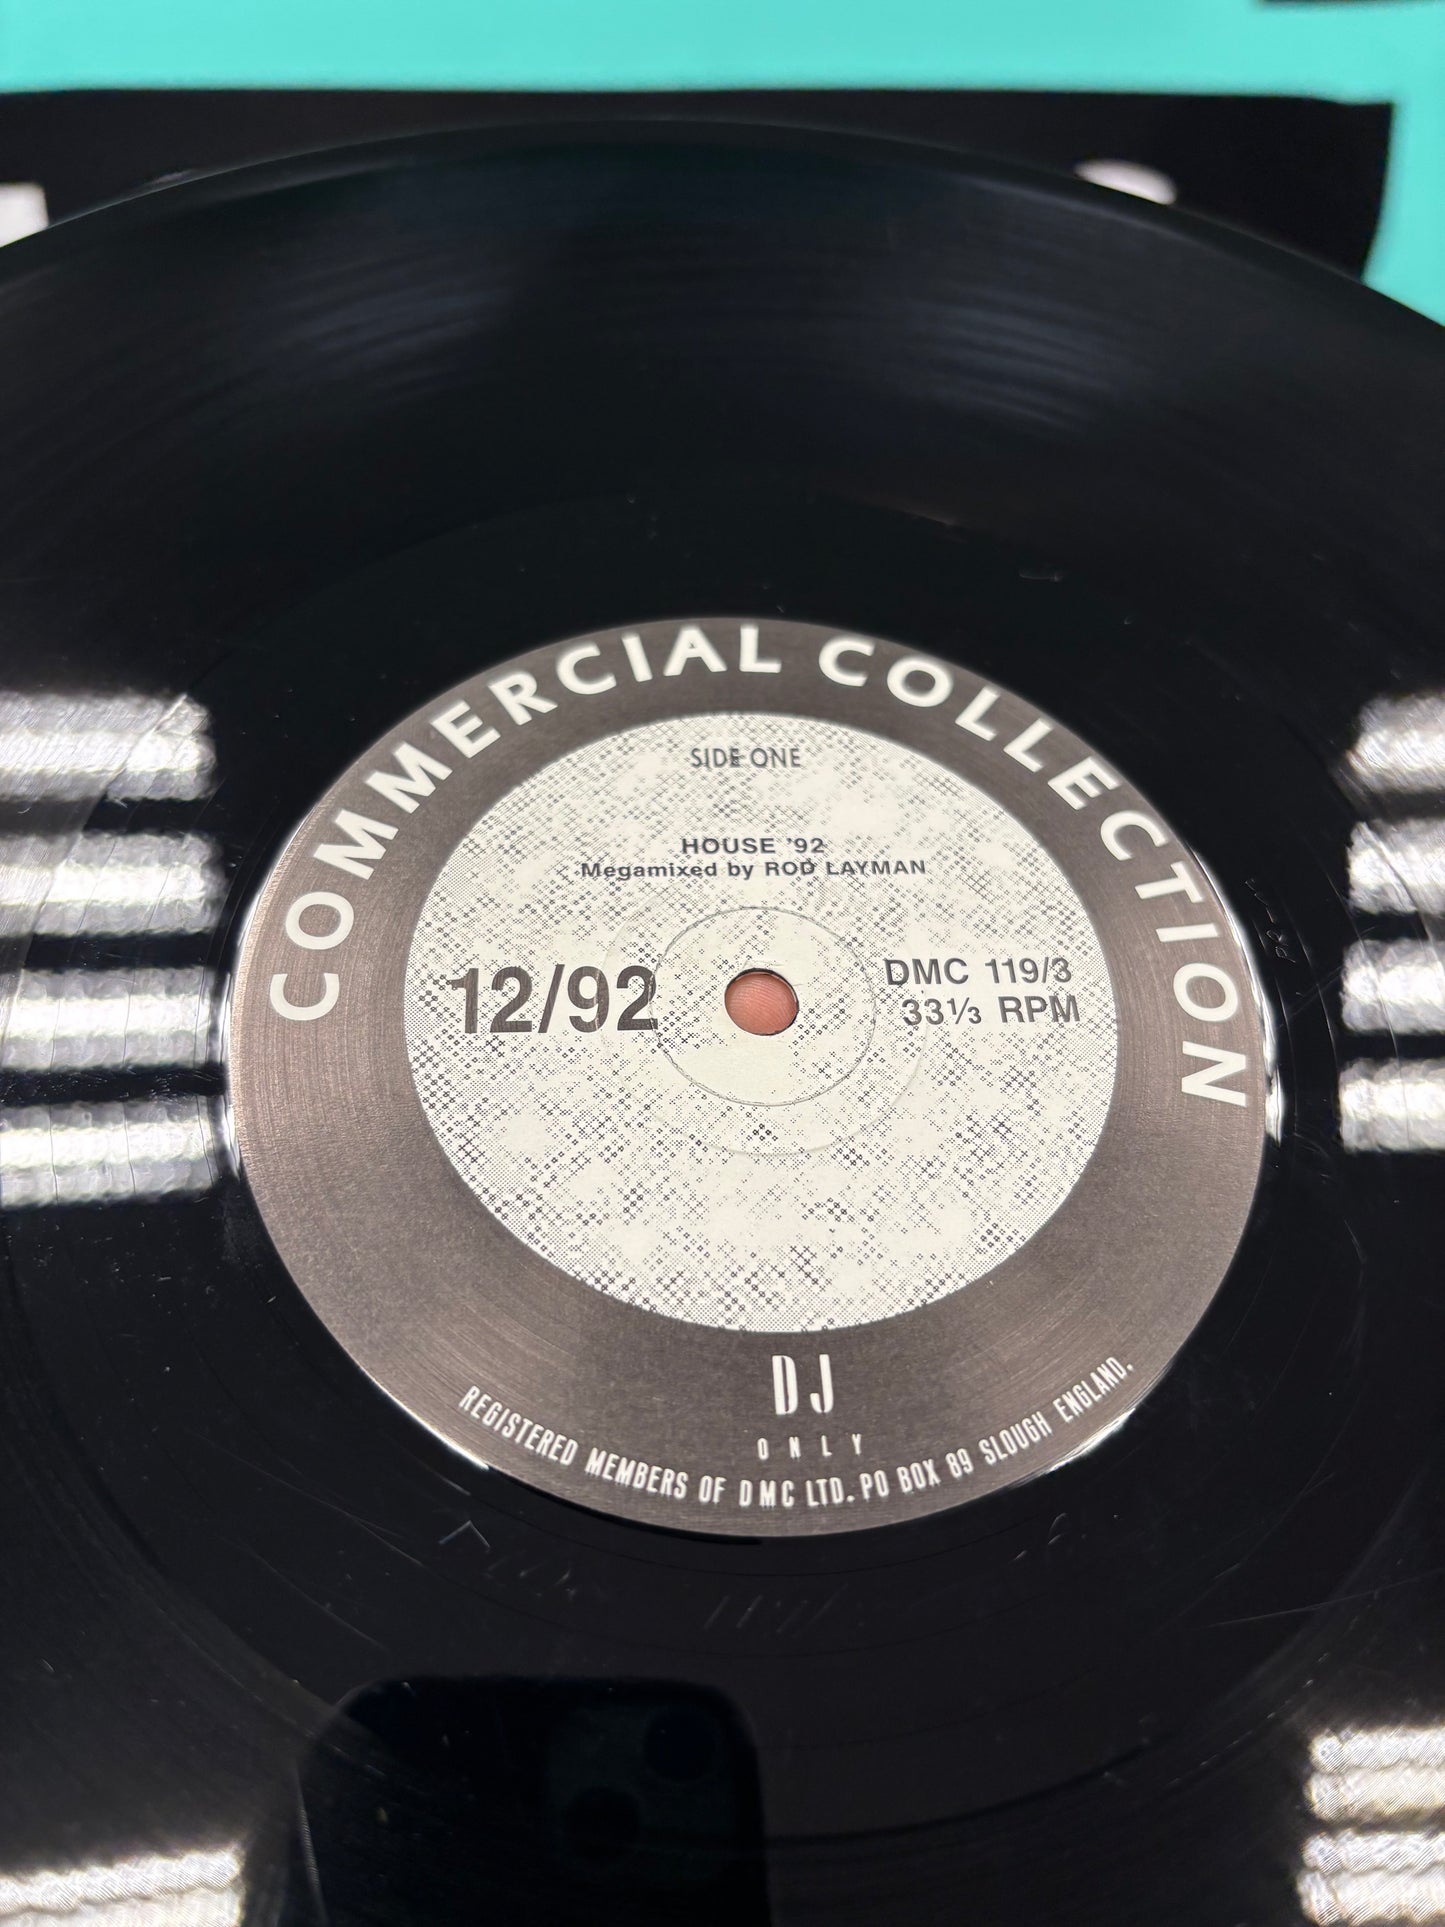 COMMERCIAL COLLECTION
SIDE ONE
HOUSE '92
Megamixed by ROD LAYMAN
12/92
DMC 119/3
33⅓ RPM
DJ
ONLY
REGISTERED MEMBERS OF DMC LTD. PO BOX 89 SLOUGH ENGLAND.